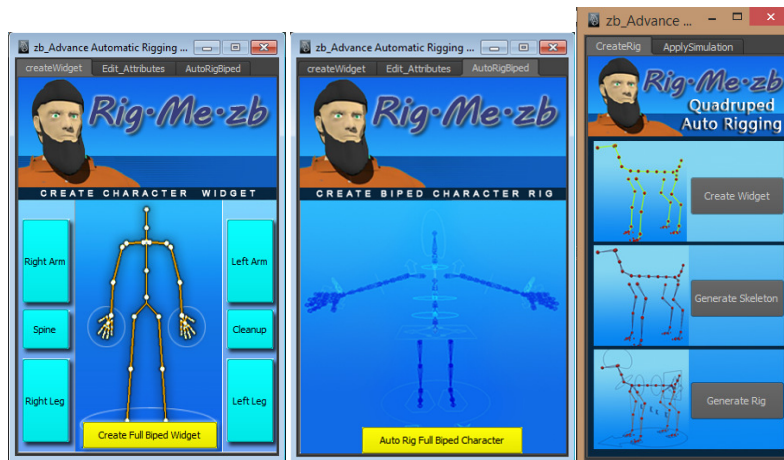 zb_Advance Automatic Rigging ...
createWidget Edit_Attributes AutoRigBiped
Rig•Me•zb
CREATE CHARACTER WIDGET
Right Arm
Left Arm
Spine
Cleanup
Right Leg
Left Leg
Create Full Biped Widget
zb_Advance Automatic Rigging ...
createWidget Edit_Attributes AutoRigBiped
Rig•Me•zb
CREATE BIPED CHARACTER RIG
Auto Rig Full Biped Character
zb_Advance ...
CreateRig ApplySimulation
Rig•Me•zb
Quadruped
Auto Rigging
Create Widget
Generate Skeleton
Generate Rig